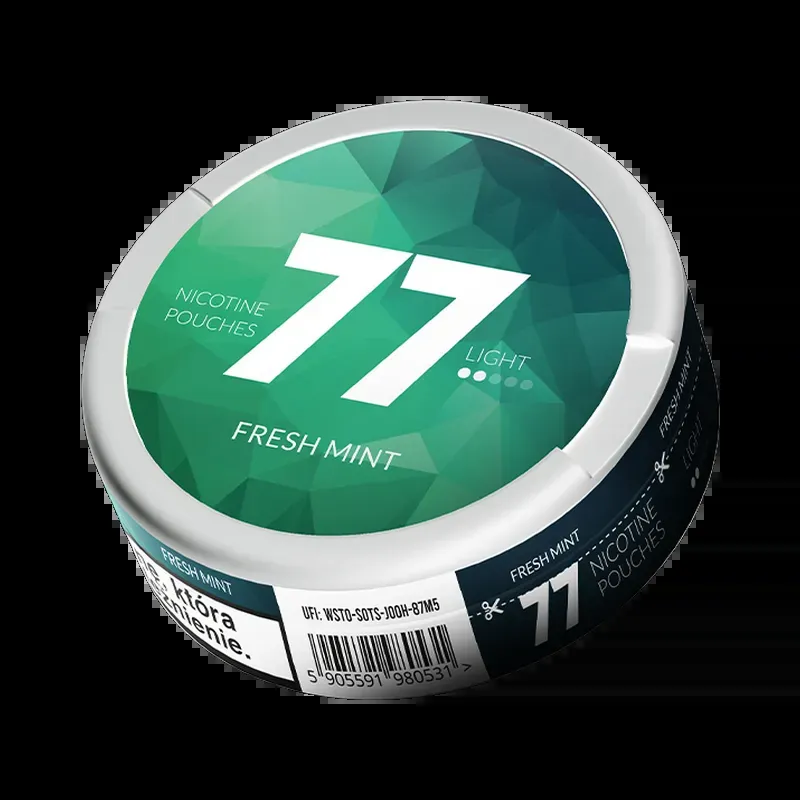 77
NICOTINE
POUCHES
LIGHT
FRESH MINT
FRESH MINT
która
UFI: WST0-S0TS-J00H-87M5
5 905591 980531 >
FRESH MINT
77
NICOTINE
POUCHES
FRESH MINT
LIGHT